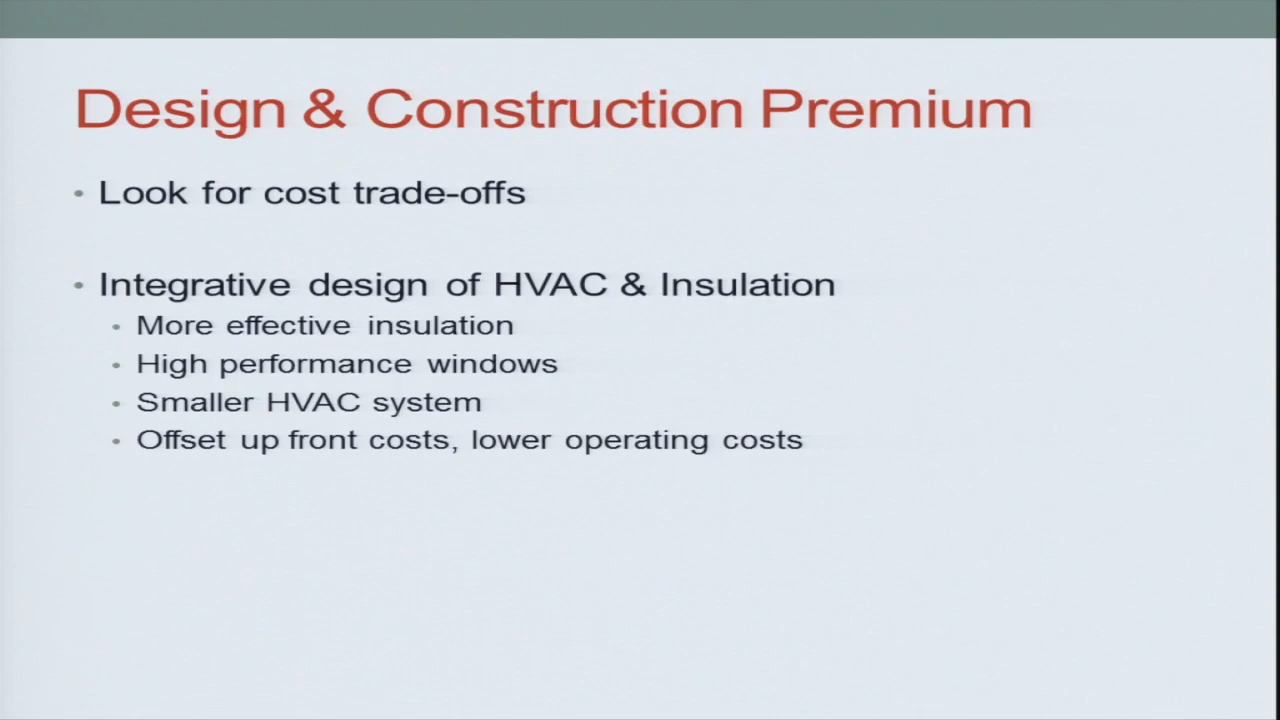 Design & Construction Premium
• Look for cost trade-offs
• Integrative design of HVAC & Insulation
• More effective insulation
• High performance windows
• Smaller HVAC system
• Offset up front costs, lower operating costs